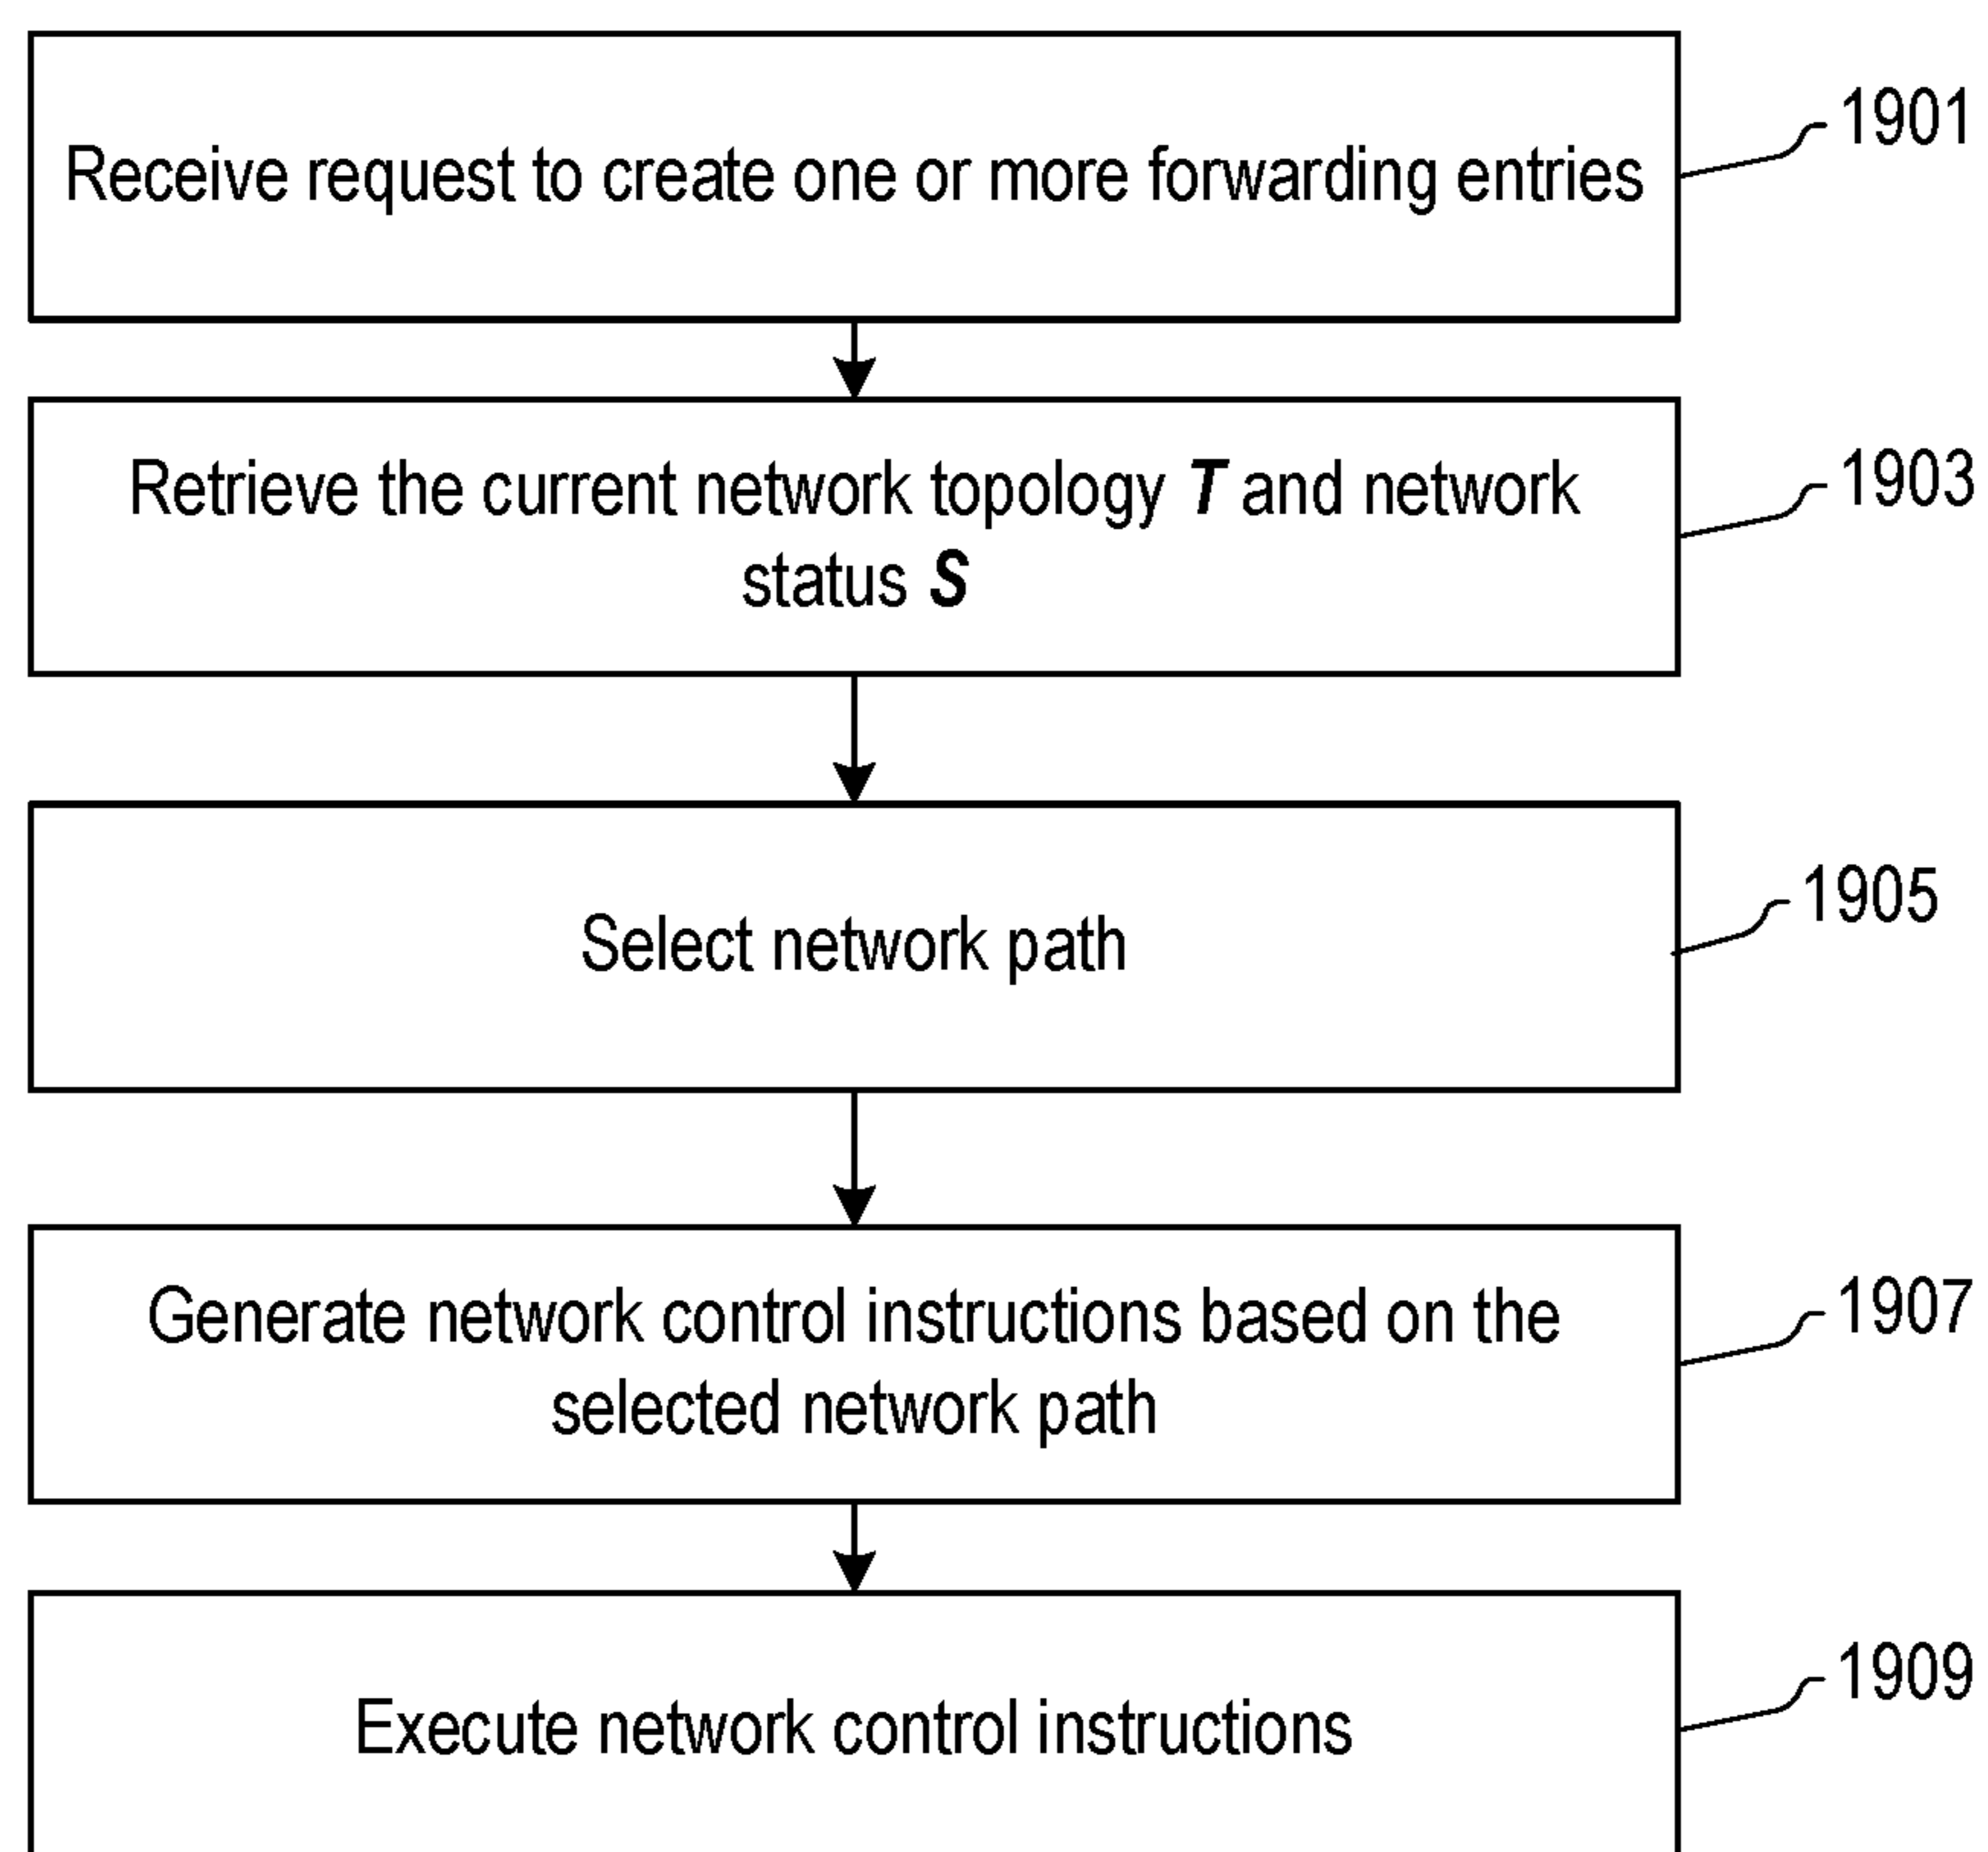 Receive request to create one or more forwarding entries
1901
Retrieve the current network topology T and network
status S
1903
Select network path
1905
Generate network control instructions based on the
selected network path
1907
Execute network control instructions
1909